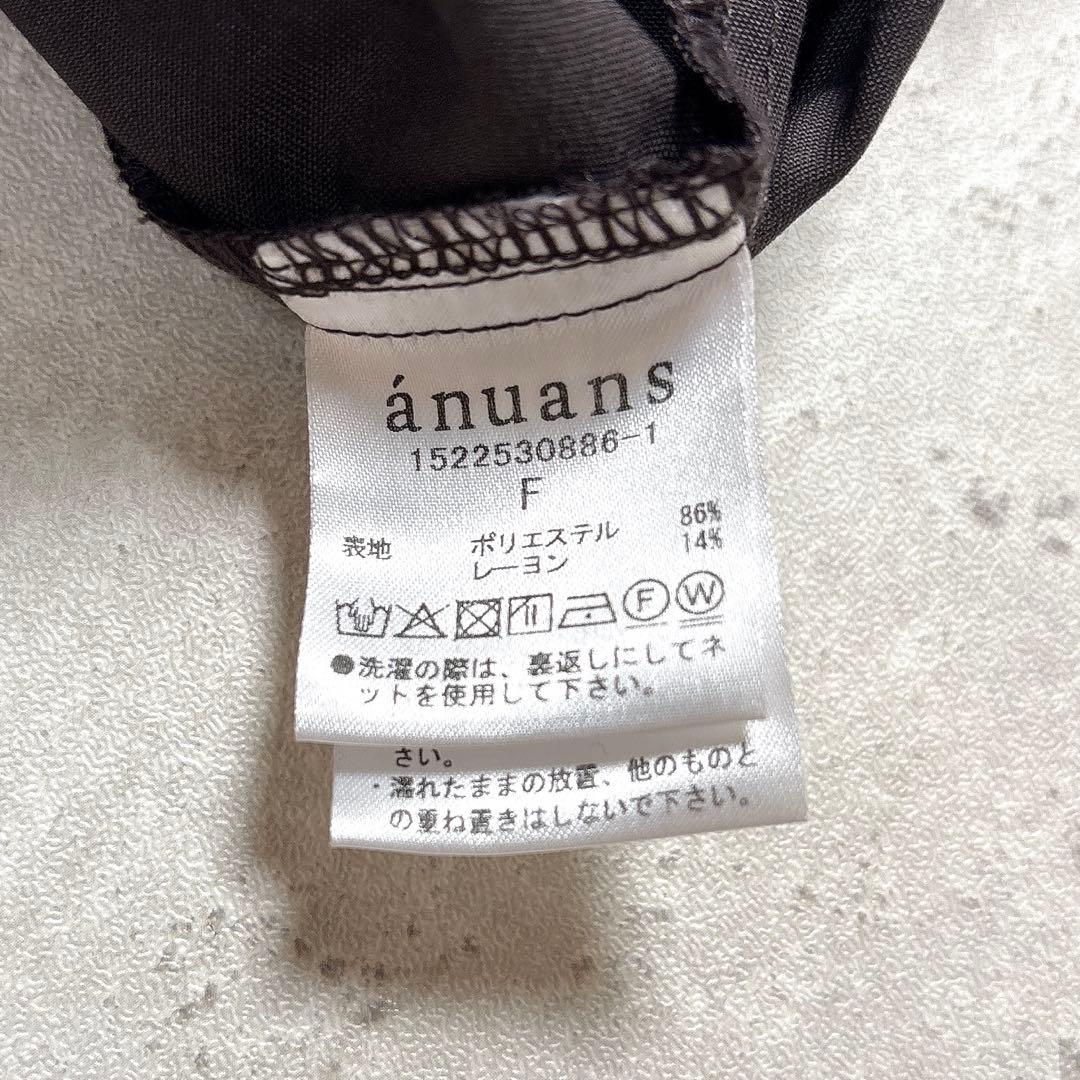 ánuans
1522530886-1
F
表地 ポリエステル 86%
レーヨン 14%
F W
●洗濯の際は、裏返しにしてネ
ットを使用して下さい。
さい。
・濡れたままの放置、他のものと
の重ね置きはしないで下さい。